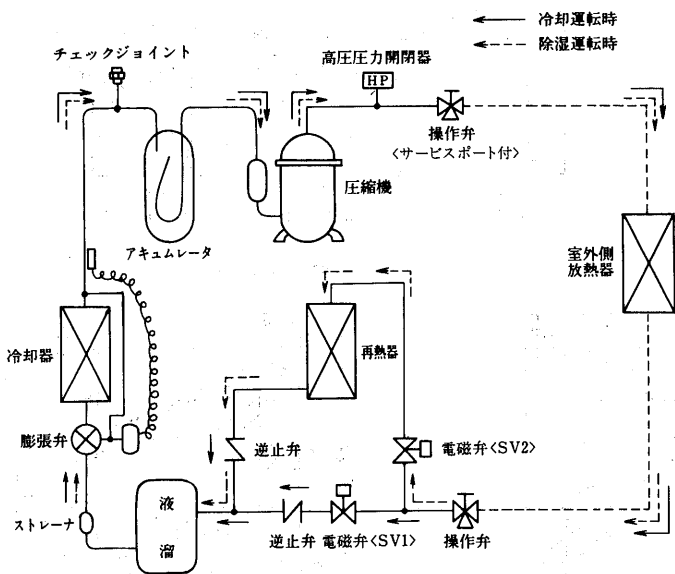 冷却運転時
除湿運転時
チェックジョイント
高圧圧力開閉器
HP
操作弁
<サービスポート付>
圧縮機
アキュムレータ
室外側
放熱器
再熱器
冷却器
膨張弁
逆止弁
電磁弁<SV2>
ストレーナ
液
溜
逆止弁
電磁弁<SV1>
操作弁